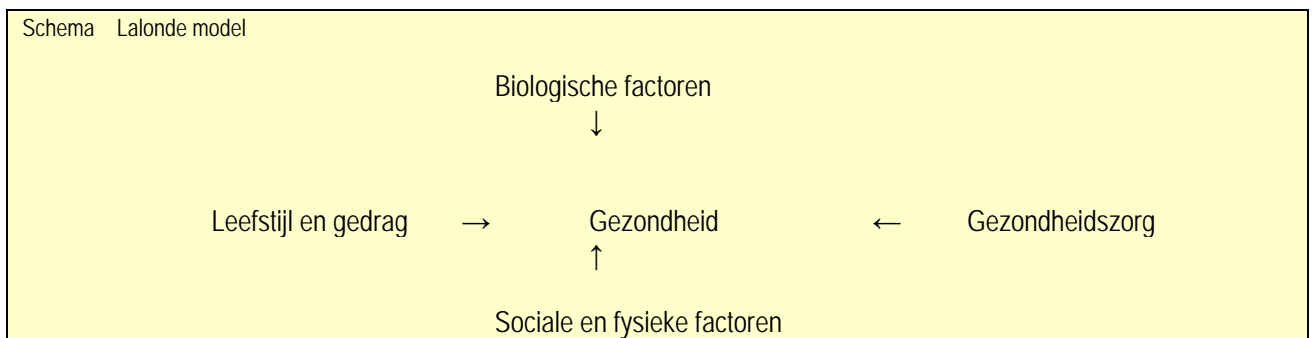 Schema Lalonde model
Biologische factoren
↓
Leefstijl en gedrag → Gezondheid ← Gezondheidszorg
↑
Sociale en fysieke factoren